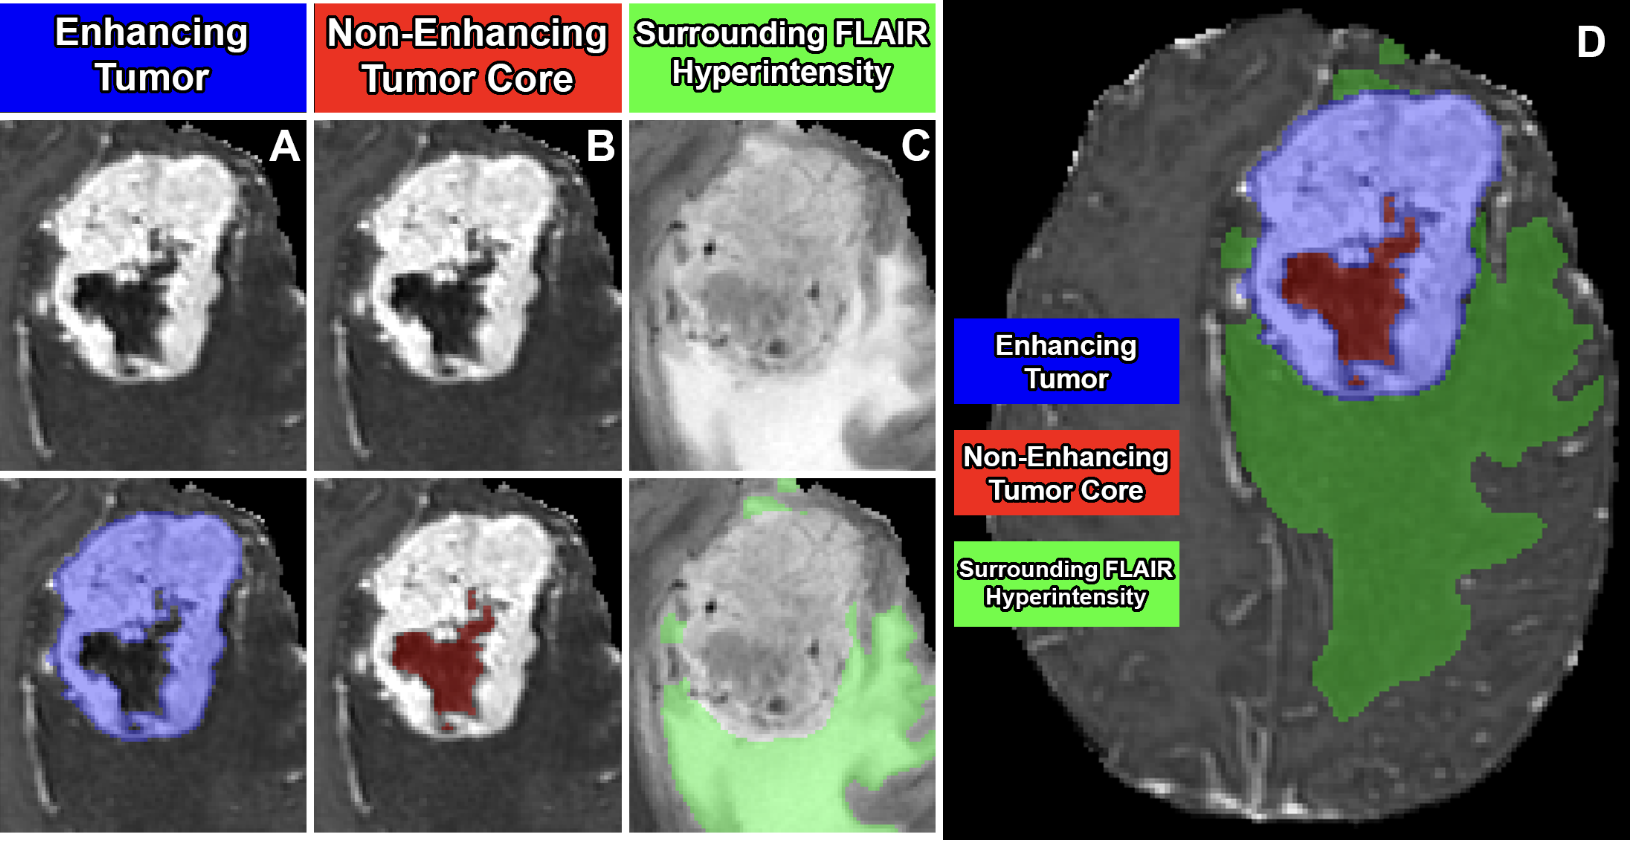 Enhancing
Tumor
Non-Enhancing
Tumor Core
Surrounding FLAIR
Hyperintensity
A
B
C
D
Enhancing
Tumor
Non-Enhancing
Tumor Core
Surrounding FLAIR
Hyperintensity